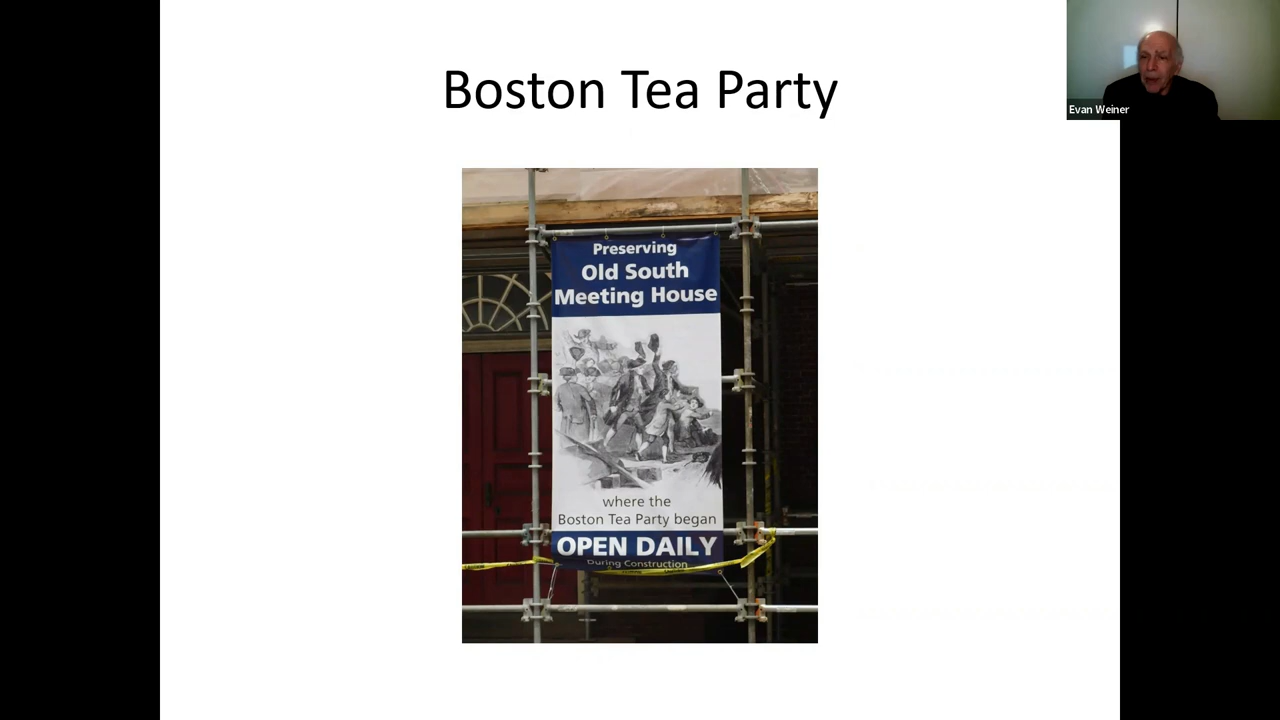 Boston Tea Party
Evan Weiner
Preserving
Old South
Meeting House
where the
Boston Tea Party began
OPEN DAILY
During Construction